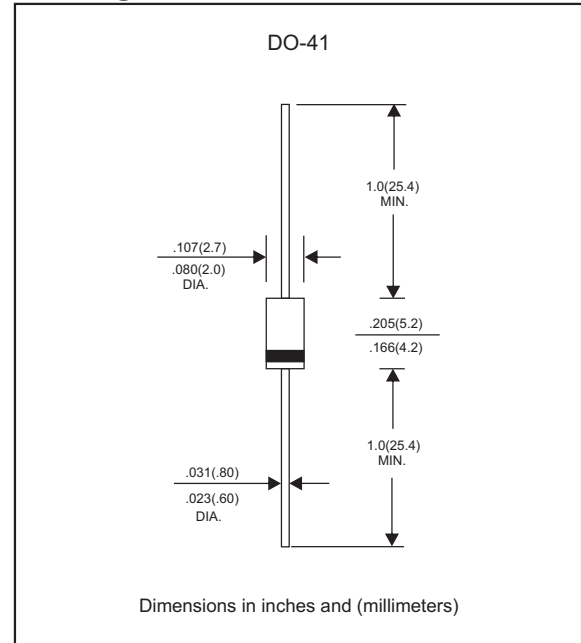 DO-41
1.0(25.4)
MIN.
.107(2.7)
.080(2.0)
DIA.
.205(5.2)
.166(4.2)
1.0(25.4)
MIN.
.031(.80)
.023(.60)
DIA.
Dimensions in inches and (millimeters)